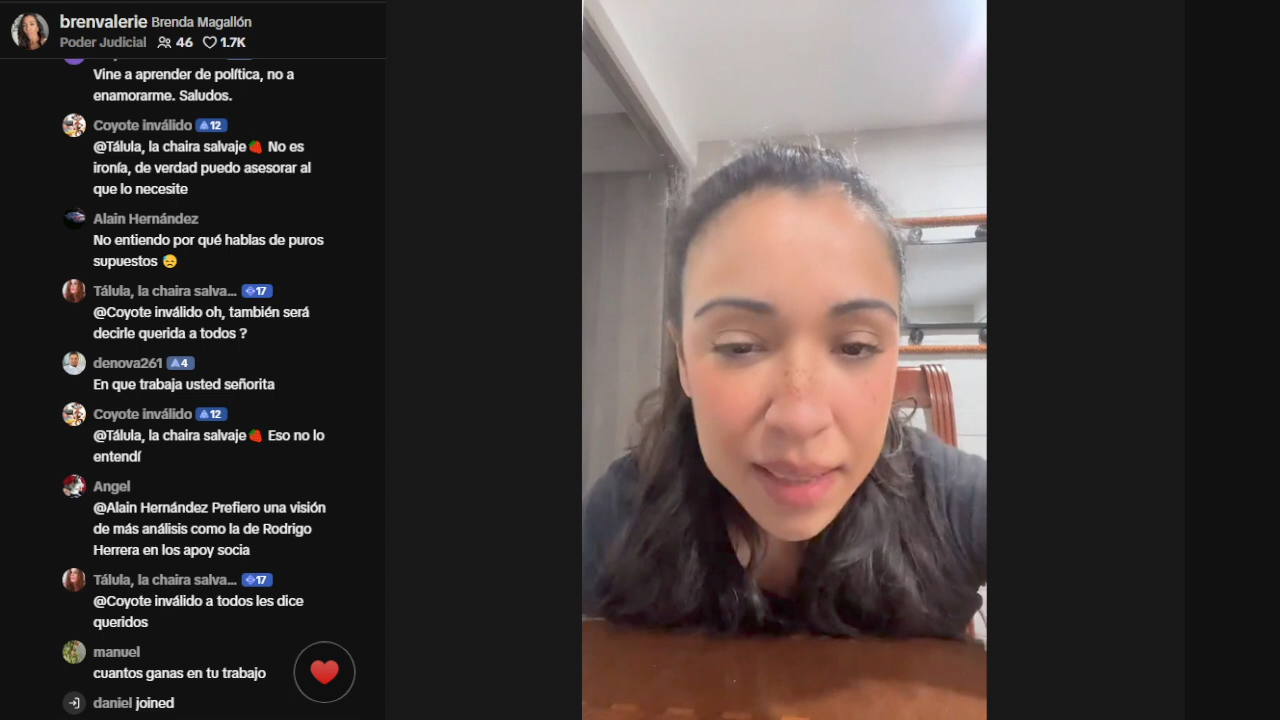 brenvalerie Brenda Magallón
Poder Judicial 46 1.7K
Vine a aprender de política, no a
enamorarme. Saludos.
Coyote inválido 12
@Tálula, la chaira salvaje🍓 No es
ironía, de verdad puedo asesorar al
que lo necesite
Alain Hernández
No entiendo por qué hablas de puros
supuestos 😓
Tálula, la chaira salva... 17
@Coyote inválido oh, también será
decirle querida a todos ?
denova261 4
En que trabaja usted señorita
Coyote inválido 12
@Tálula, la chaira salvaje🍓 Eso no lo
entendí
Angel
@Alain Hernández Prefiero una visión
de más análisis como la de Rodrigo
Herrera en los apoy socia
Tálula, la chaira salva... 17
@Coyote inválido a todos les dice
queridos
manuel
cuantos ganas en tu trabajo
daniel joined